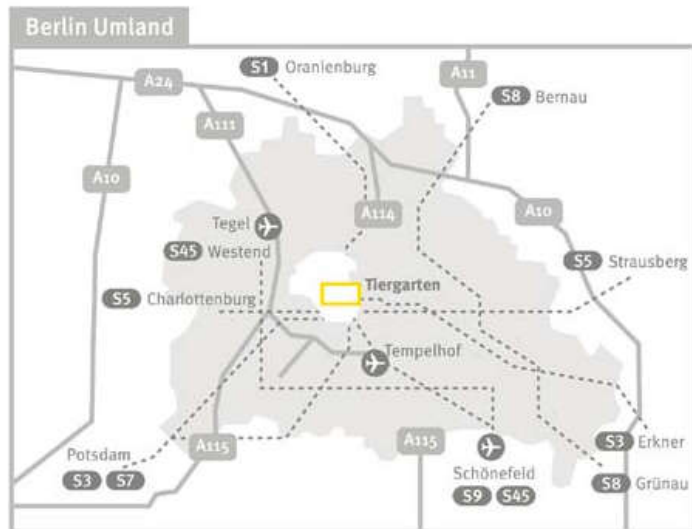 Berlin Umland
S1 Oranienburg
A11
A24
S8 Bernau
A111
A10
A114
A10
Tegel
S45 Westend
S5 Strausberg
S5 Charlottenburg
Tiergarten
Tempelhof
A115
A115
S3 Erkner
Potsdam
S3 S7
Schönefeld
S9 S45
S8 Grünau